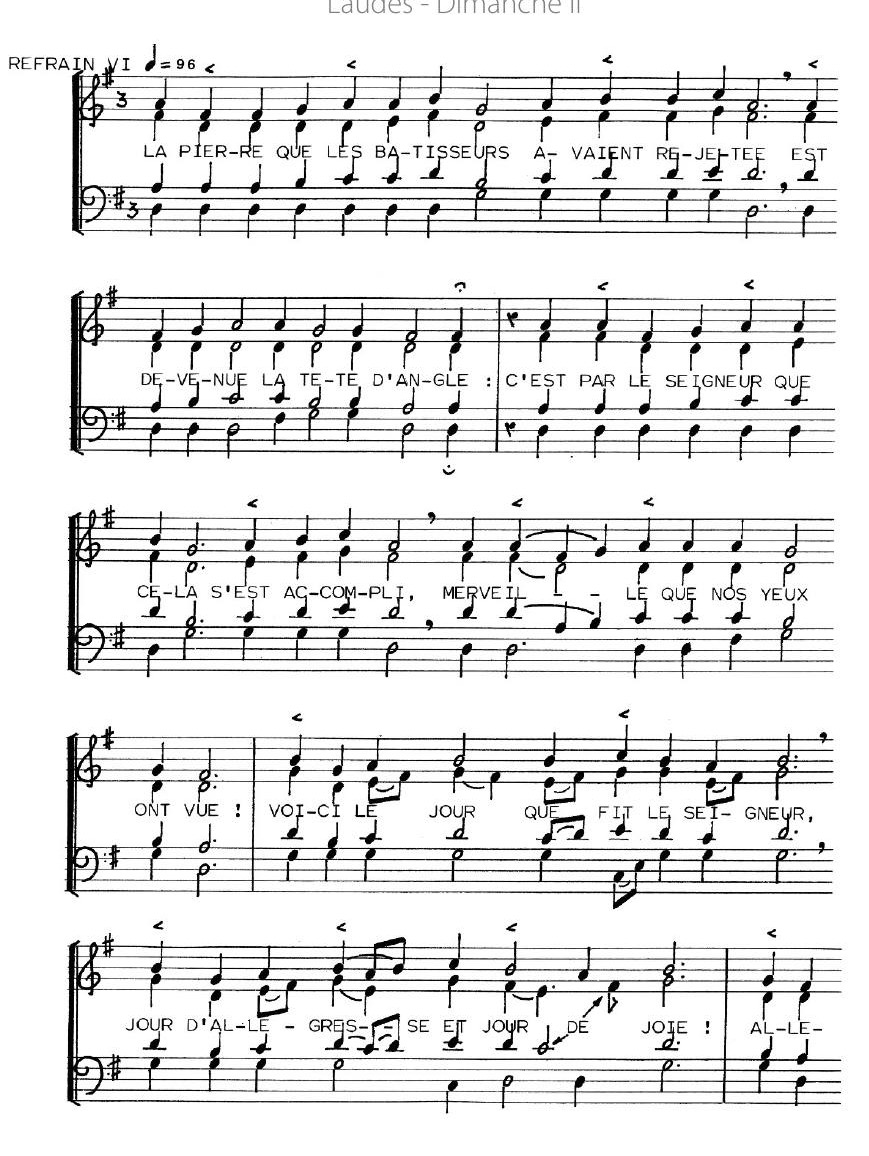 Laudes - Dimanche II
REFRAIN VI ♩=96
3
LA PIER-RE QUE LES BA-TISSEURS A-VAIENT RE-JE-TEE EST
3
DE-VE-NUE LA TE-TE D'AN-GLE : C'EST PAR LE SEIGNEUR QUE
CE-LA S'EST AC-COM-PLI, MERVEIL - - LE QUE NOS YEUX
ONT VUE ! VOI-CI LE JOUR QUE FIT LE SEI-GNEUR,
JOUR D'AL-LE-GRES--SE ET JOUR DE JOIE ! AL-LE-